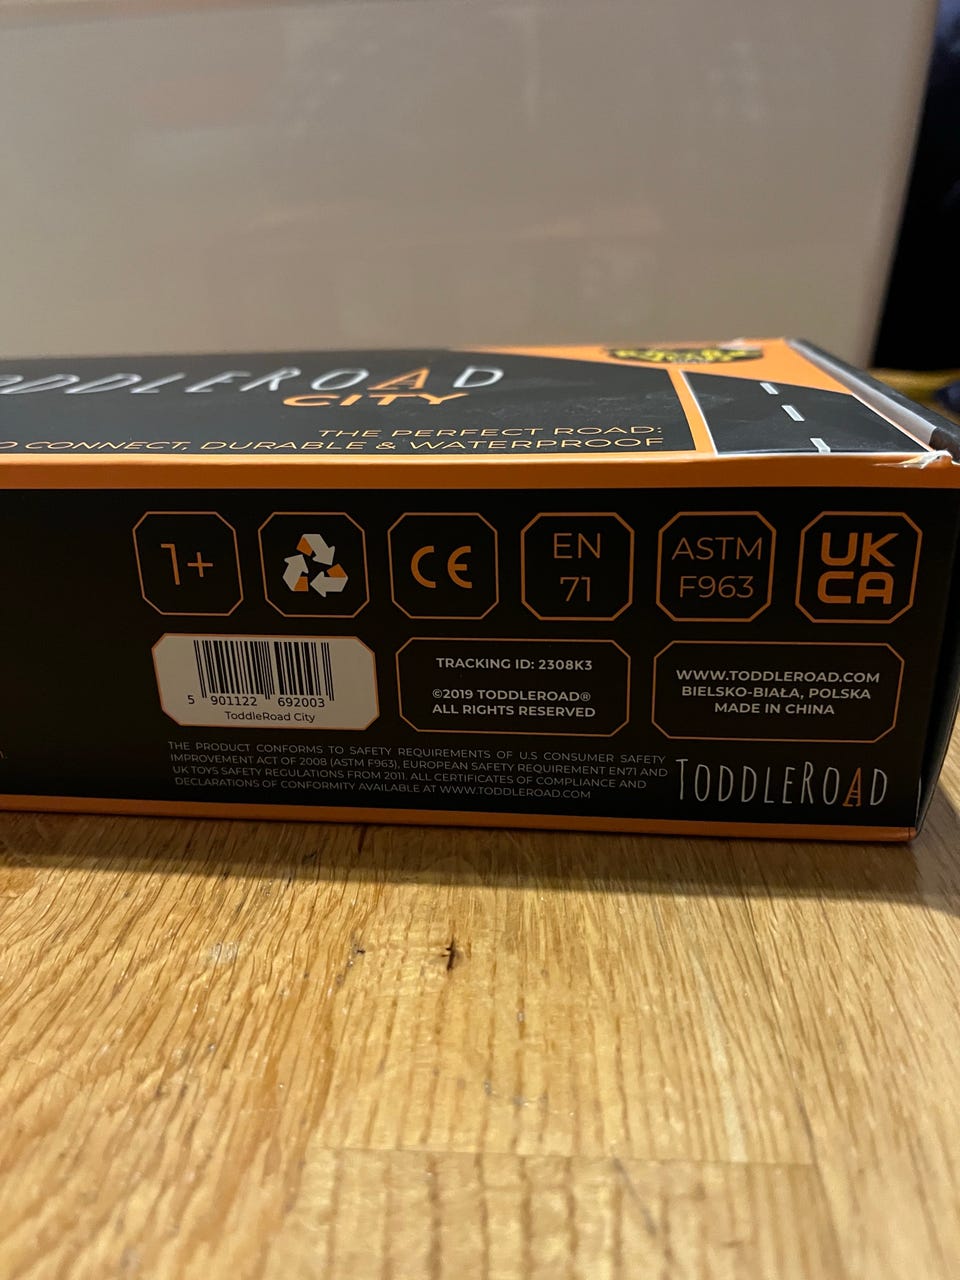 ODDLEROAD
CITY
THE PERFECT ROAD:
O CONNECT, DURABLE & WATERPROOF
1+
CE
EN
71
ASTM
F963
UK
CA
5 901122 692003
ToddleRoad City
TRACKING ID: 2308K3
©2019 TODDLEROAD®
ALL RIGHTS RESERVED
WWW.TODDLEROAD.COM
BIELSKO-BIAŁA, POLSKA
MADE IN CHINA
THE PRODUCT CONFORMS TO SAFETY REQUIREMENTS OF U.S CONSUMER SAFETY
IMPROVEMENT ACT OF 2008 (ASTM F963), EUROPEAN SAFETY REQUIREMENT EN71 AND
UK TOYS SAFETY REGULATIONS FROM 2011. ALL CERTIFICATES OF COMPLIANCE AND
DECLARATIONS OF CONFORMITY AVAILABLE AT WWW.TODDLEROAD.COM
TODDLEROAD